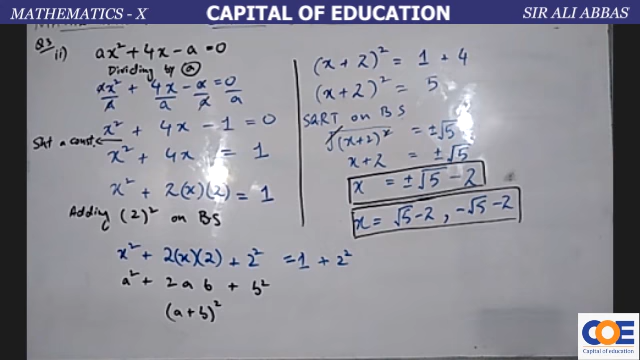 MATHEMATICS - X
CAPITAL OF EDUCATION
SIR ALI ABBAS
Q3
ii) ax² + 4x - a = 0
Dividing by a
ax²/a + 4x/a - a/a = 0/a
x² + 4x - 1 = 0
Sht a const.
x² + 4x = 1
x² + 2(x)(2) = 1
Adding (2)² on BS
x² + 2(x)(2) + 2² = 1 + 2²
a² + 2ab + b²
(a+b)²
(x + 2)² = 1 + 4
(x + 2)² = 5
SQRT on BS
√(x+2)² = ±√5
x+2 = ±√5
x = ±√5 - 2
x = √5 - 2 , -√5 - 2
COE
Capital of education